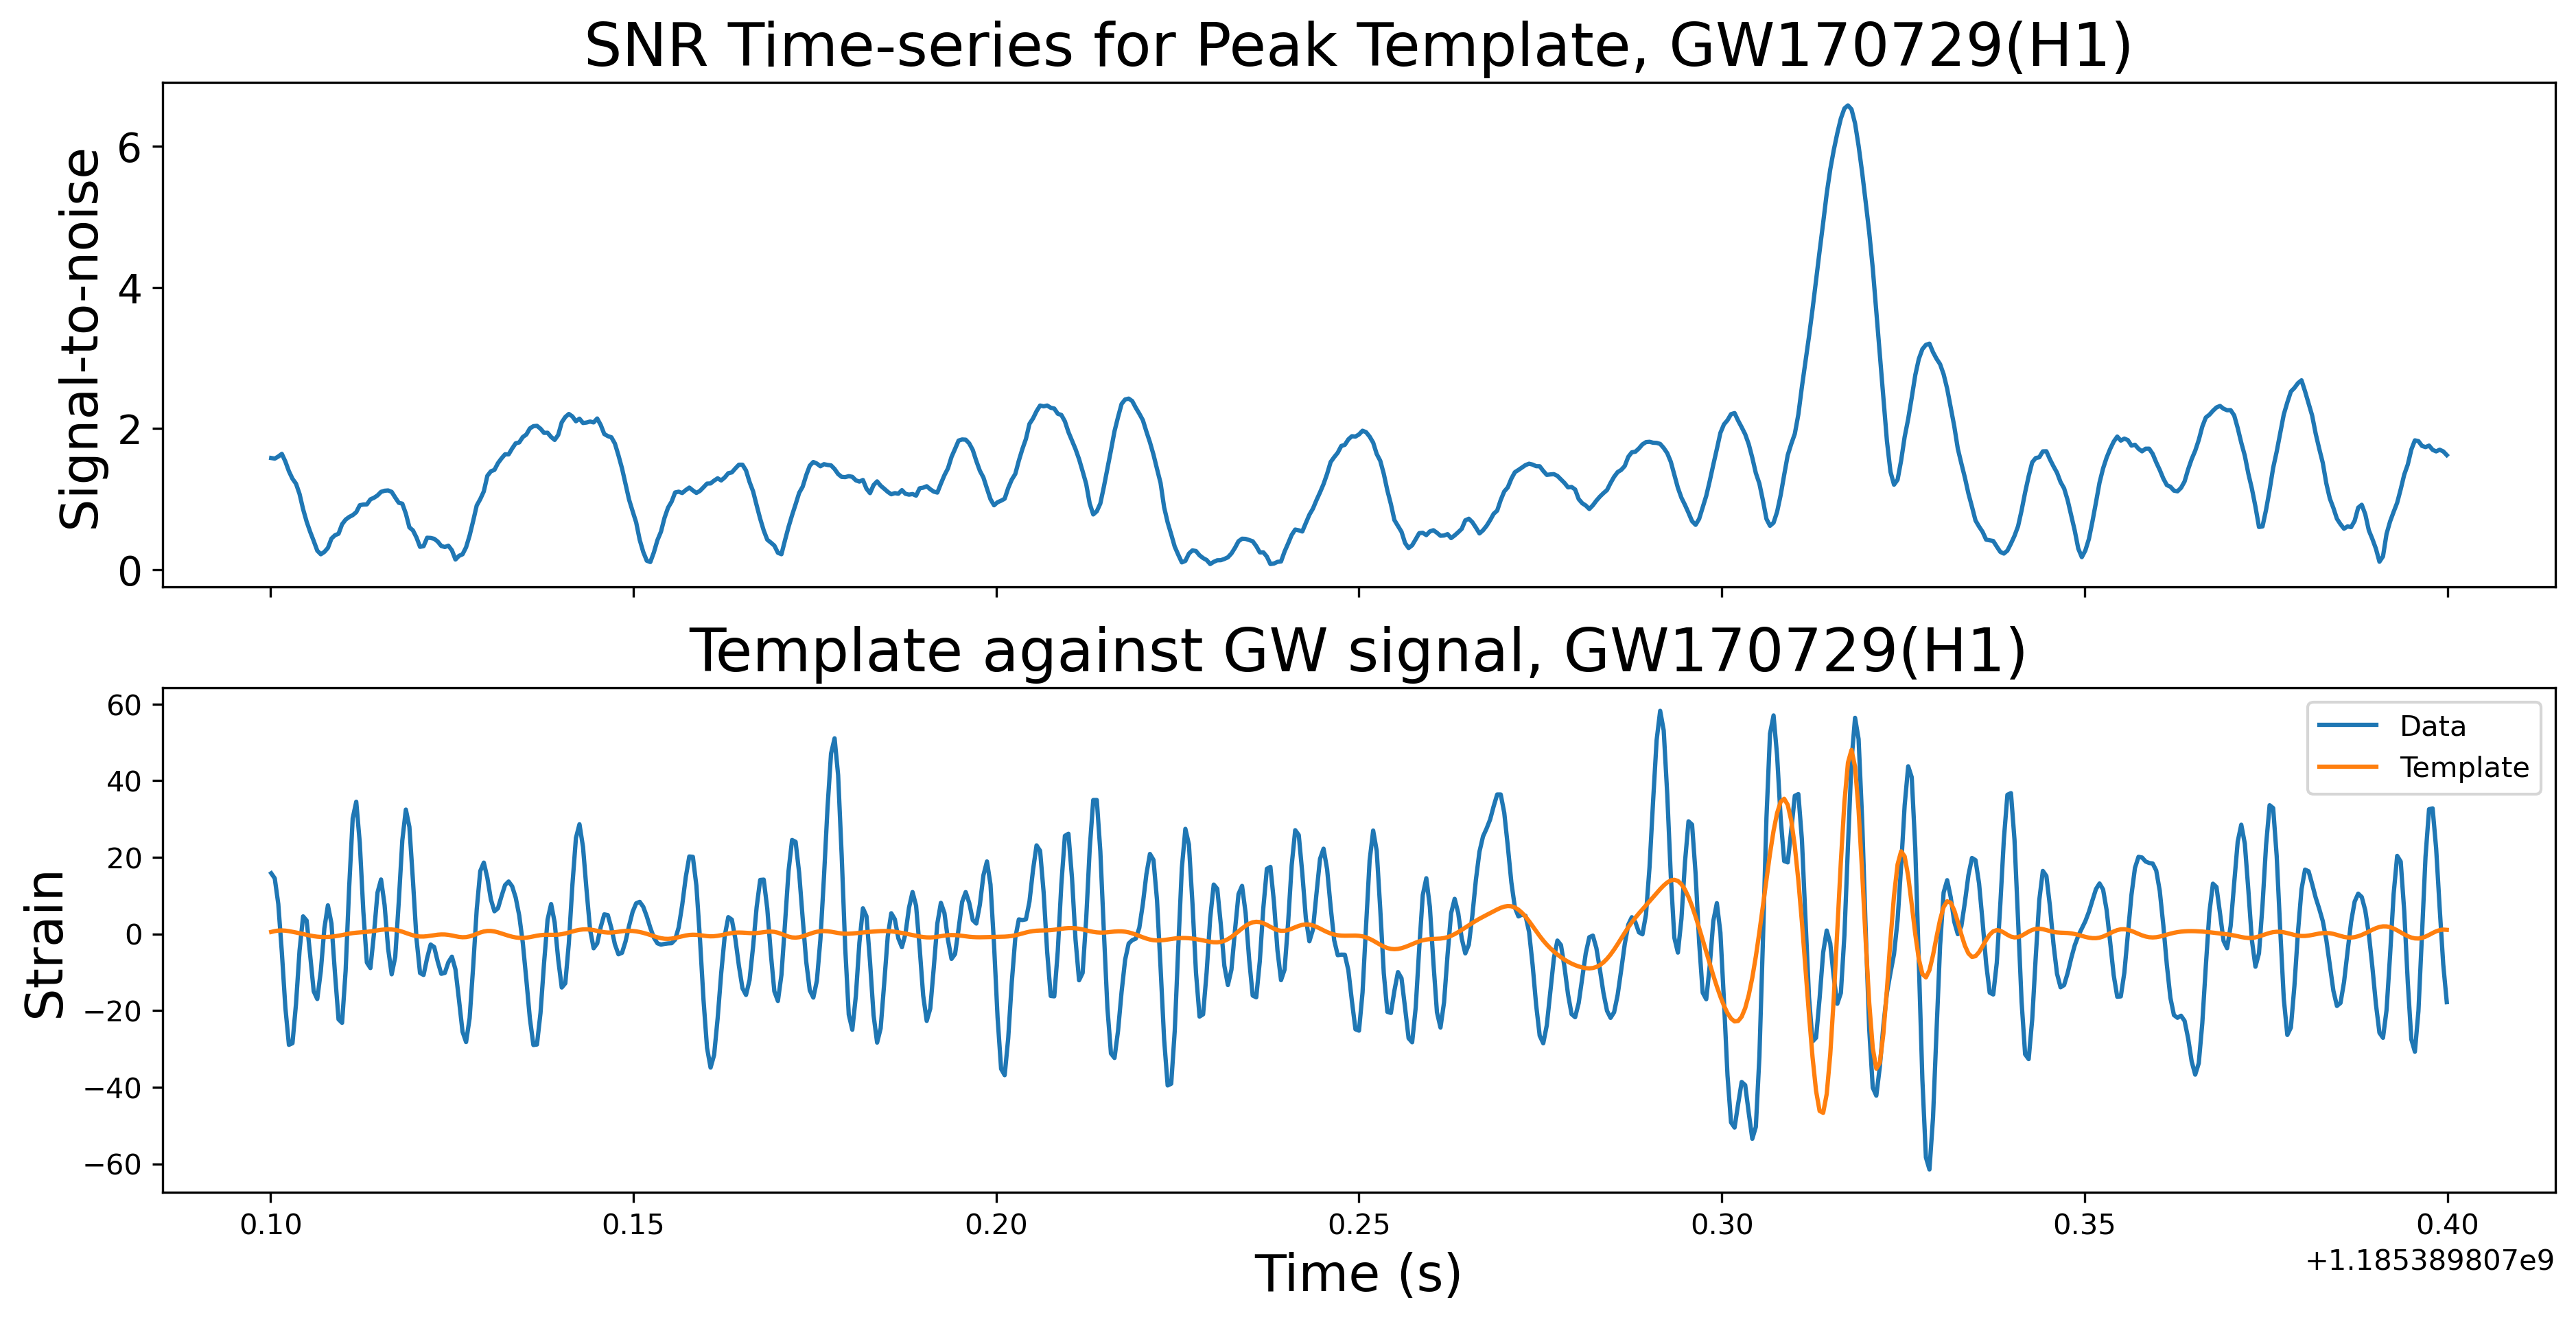 SNR Time-series for Peak Template, GW170729(H1)
Signal-to-noise
6
4
2
0
Template against GW signal, GW170729(H1)
Strain
60
40
20
0
−20
−40
−60
Data
Template
0.10 0.15 0.20 0.25 0.30 0.35 0.40
+1.185389807e9
Time (s)